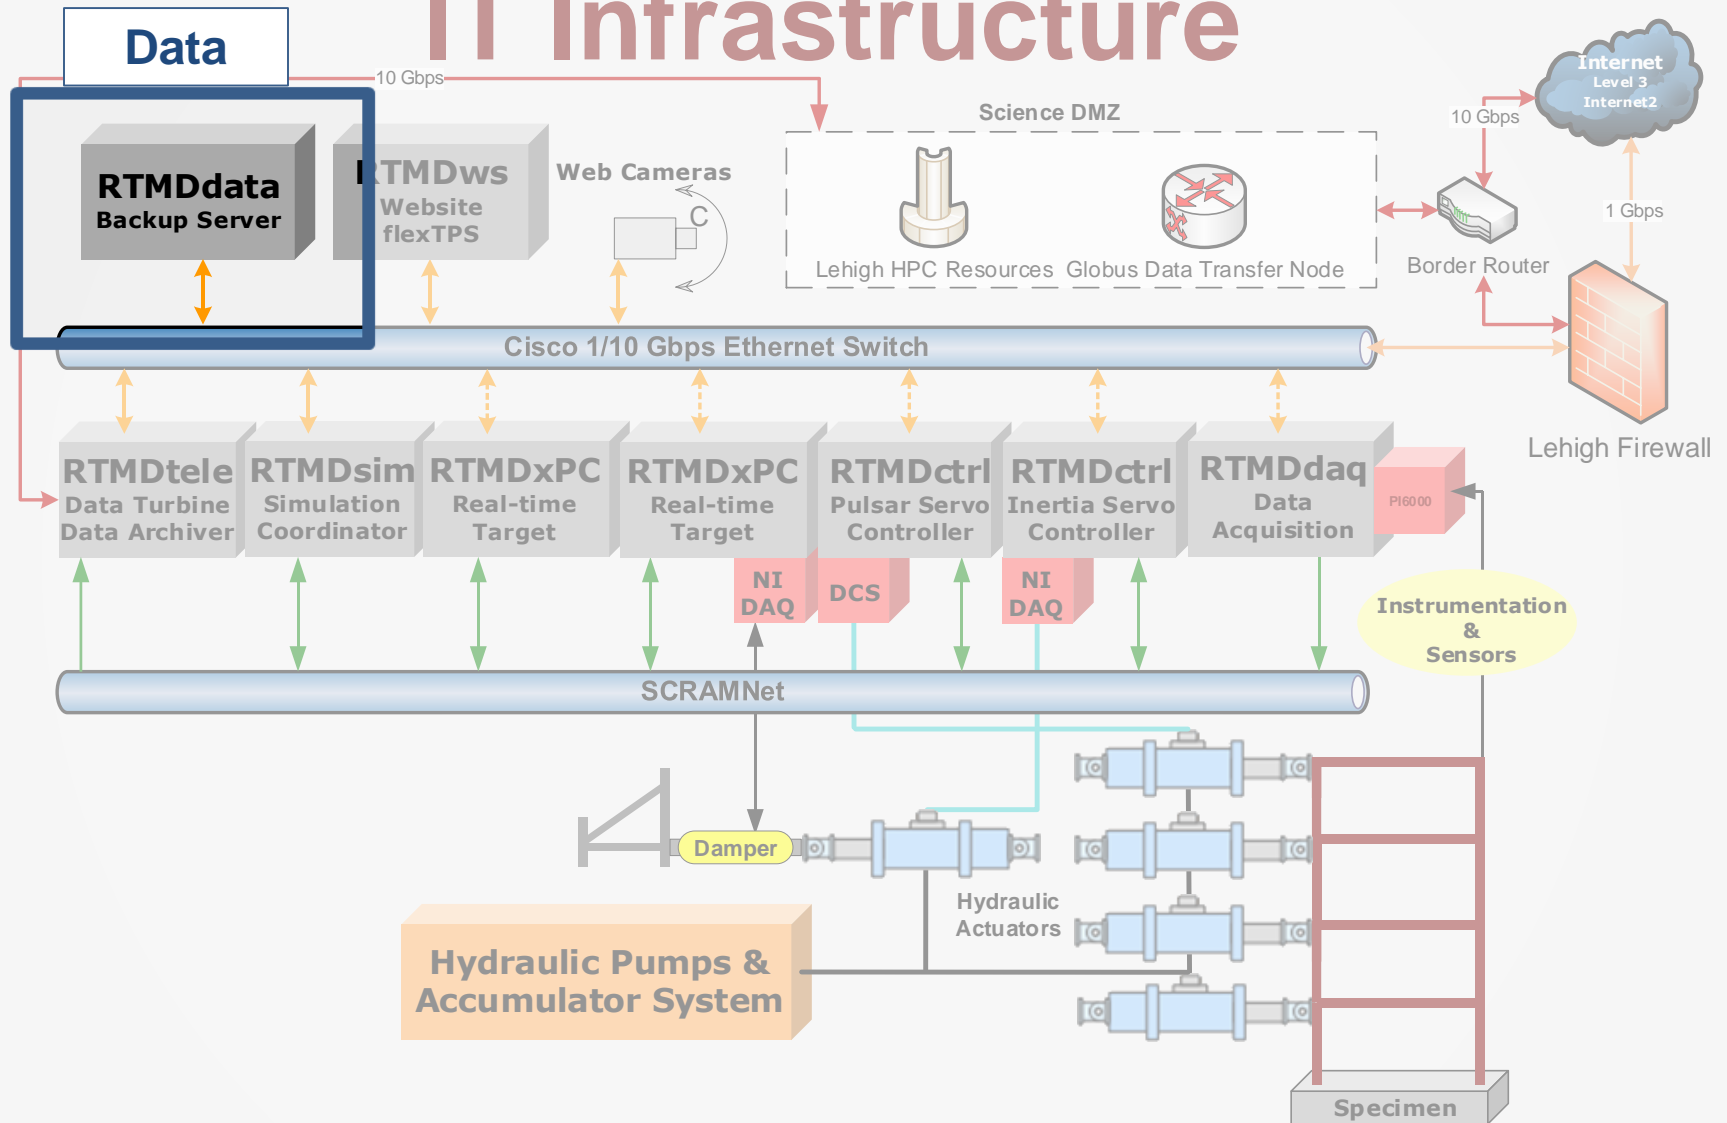 IT Infrastructure
Data
10 Gbps
Internet
Level 3
Internet2
Science DMZ
10 Gbps
RTMDdata
Backup Server
RTMDws
Website
flexTPS
Web Cameras
C
1 Gbps
Lehigh HPC Resources
Globus Data Transfer Node
Border Router
Cisco 1/10 Gbps Ethernet Switch
Lehigh Firewall
RTMDtele
Data Turbine
Data Archiver
RTMDsim
Simulation
Coordinator
RTMDxPC
Real-time
Target
RTMDxPC
Real-time
Target
RTMDctrl
Pulsar Servo
Controller
RTMDctrl
Inertia Servo
Controller
RTMDdaq
Data
Acquisition
PI6000
NI
DAQ
DCS
NI
DAQ
Instrumentation
&
Sensors
SCRAMNet
Damper
Hydraulic
Actuators
Hydraulic Pumps &
Accumulator System
Specimen